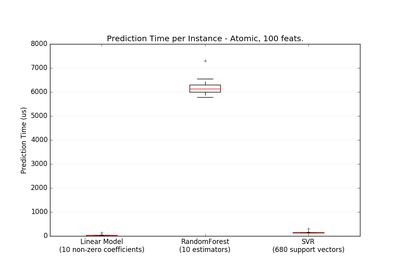 Prediction Time per Instance - Atomic, 100 feats.
8000
7000
6000
5000
4000
3000
2000
1000
0
Prediction Time (us)
Linear Model
(10 non-zero coefficients)
RandomForest
(10 estimators)
SVR
(680 support vectors)